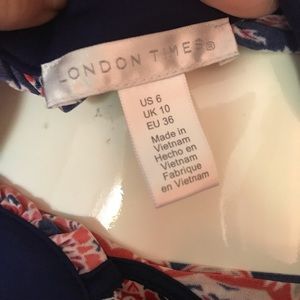 LONDON TIMES®
US 6
UK 10
EU 36
Made in
Vietnam
Hecho en
Vietnam
Fabrique
en Vietnam